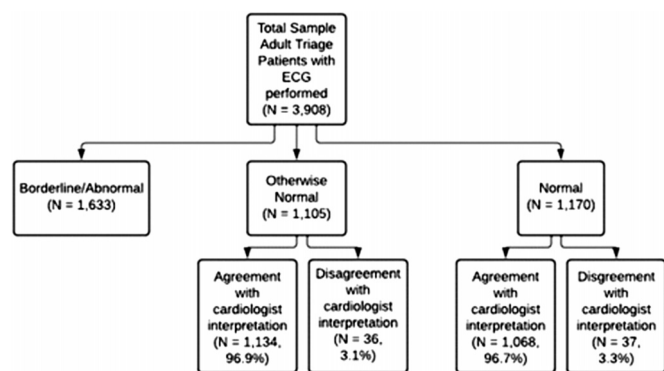 Total Sample
Adult Triage
Patients with
ECG
performed
(N = 3,908)
Borderline/Abnormal
(N = 1,633)
Otherwise
Normal
(N = 1,105)
Normal
(N = 1,170)
Agreement
with
cardiologist
interpretation
(N = 1,134,
96.9%)
Disagreement
with
cardiologist
interpretation
(N = 36,
3.1%)
Agreement
with
cardiologist
interpretation
(N = 1,068,
96.7%)
Disgreement
with
cardiologist
interpretation
(N = 37,
3.3%)